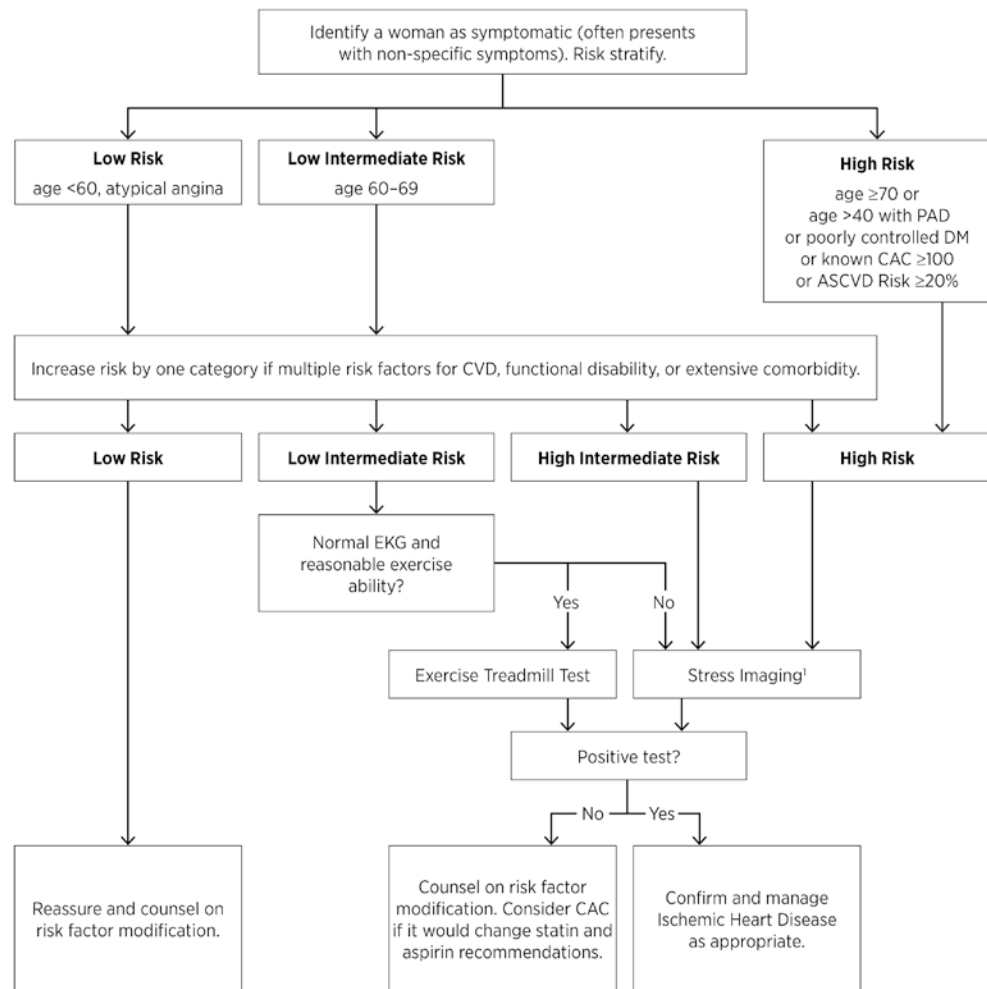 Identify a woman as symptomatic (often presents
with non-specific symptoms). Risk stratify.
Low Risk
age <60, atypical angina
Low Intermediate Risk
age 60–69
High Risk
age ≥70 or
age >40 with PAD
or poorly controlled DM
or known CAC ≥100
or ASCVD Risk ≥20%
Increase risk by one category if multiple risk factors for CVD, functional disability, or extensive comorbidity.
Low Risk
Low Intermediate Risk
High Intermediate Risk
High Risk
Normal EKG and
reasonable exercise
ability?
Yes
No
Exercise Treadmill Test
Stress Imaging¹
Positive test?
No
Yes
Reassure and counsel on
risk factor modification.
Counsel on risk factor
modification. Consider CAC
if it would change statin and
aspirin recommendations.
Confirm and manage
Ischemic Heart Disease
as appropriate.